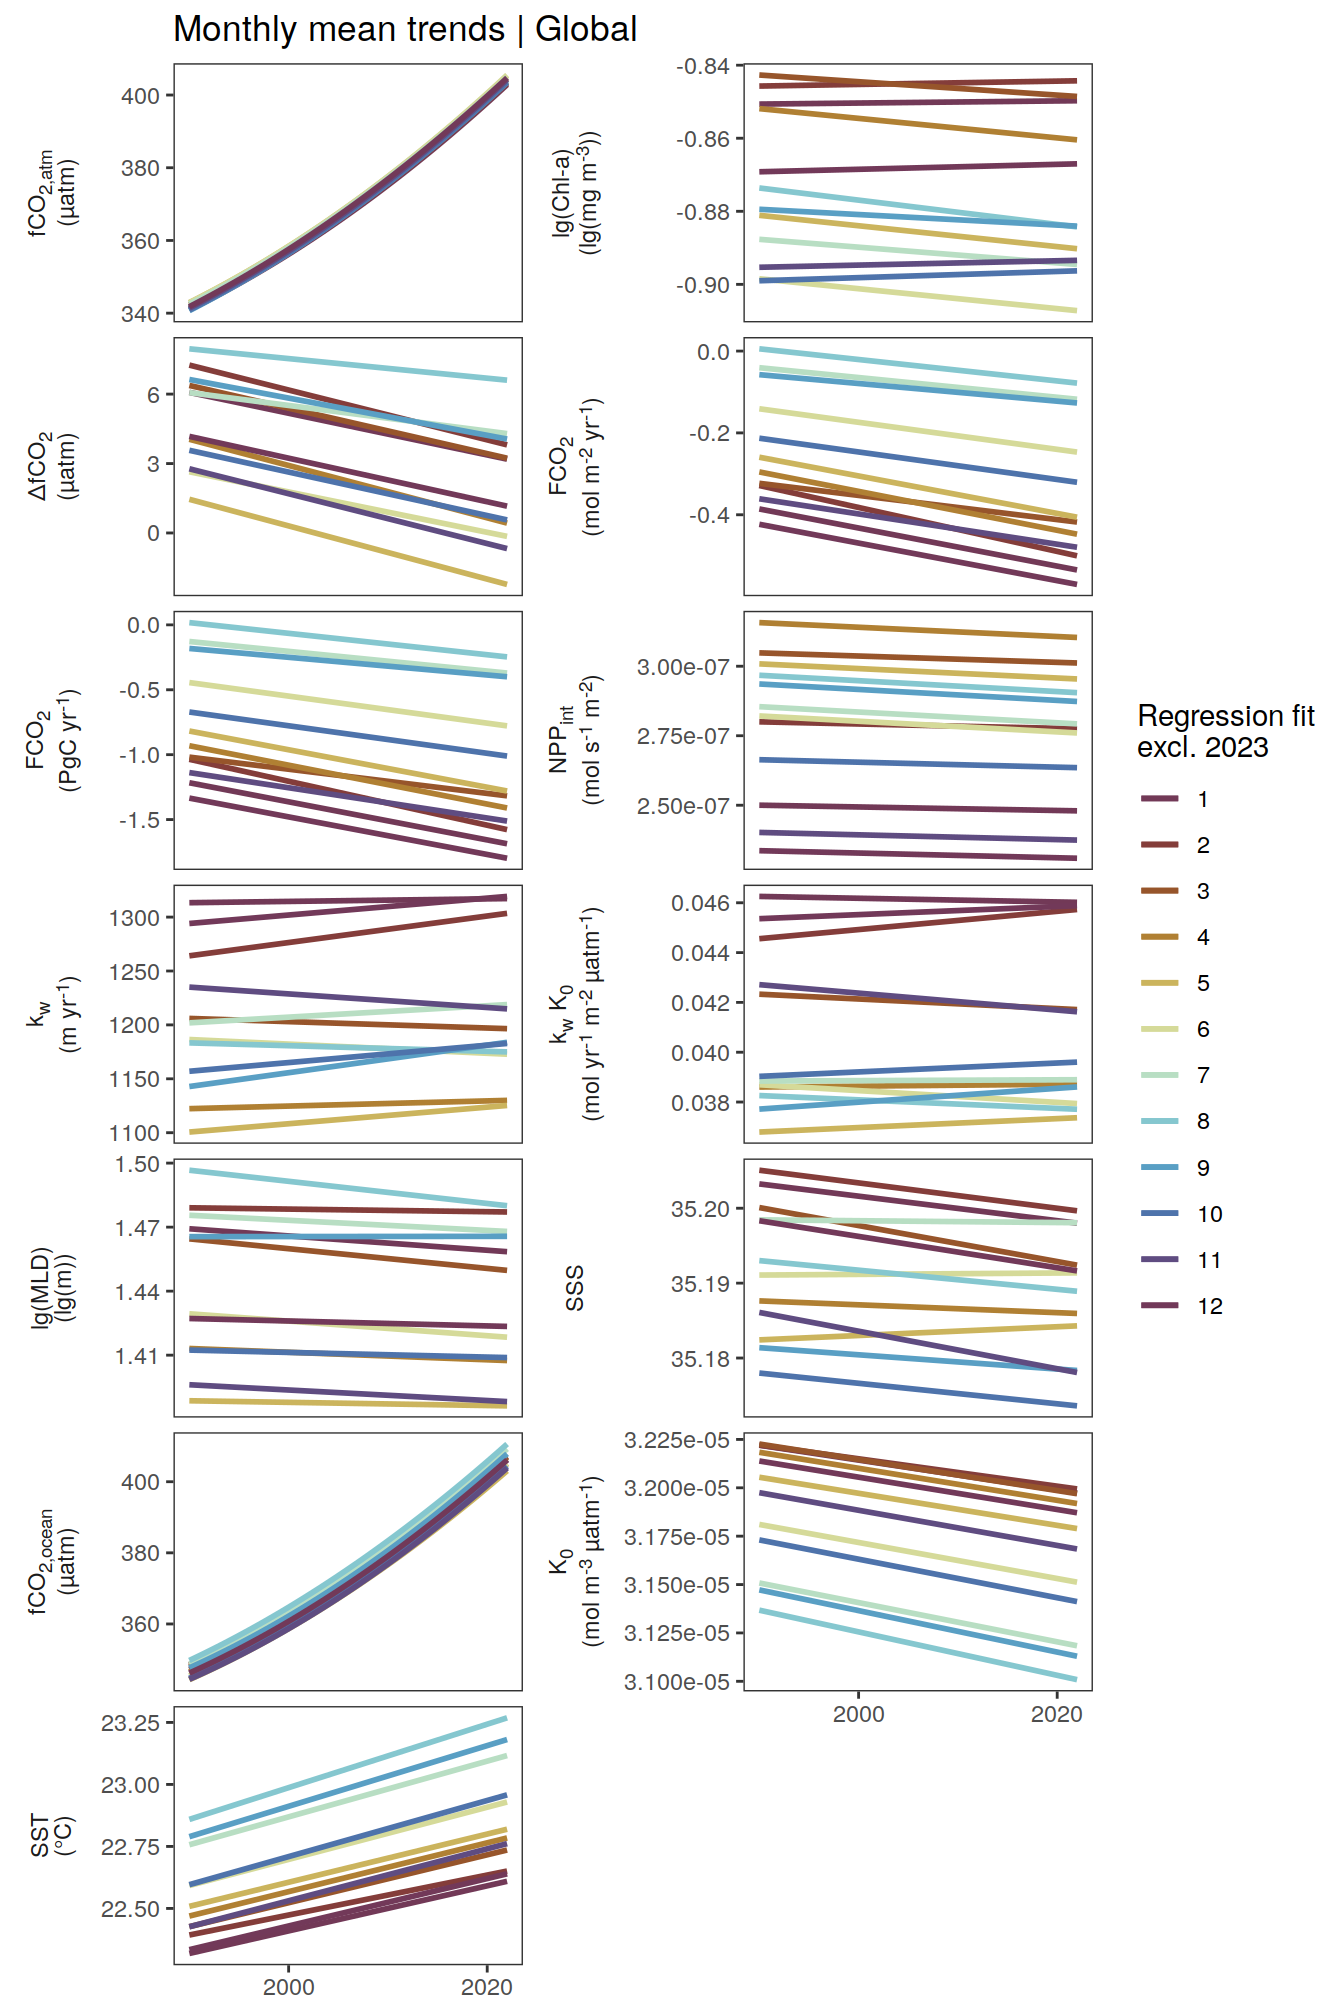 Monthly mean trends | Global
fCO2,atm
(µatm)
400
380
360
340
lg(Chl-a)
(lg(mg m-3))
-0.84
-0.86
-0.88
-0.90
ΔfCO2
(µatm)
6
3
0
FCO2
(mol m-2 yr-1)
0.0
-0.2
-0.4
FCO2
(PgC yr-1)
0.0
-0.5
-1.0
-1.5
NPPint
(mol s-1 m-2)
3.00e-07
2.75e-07
2.50e-07
kw
(m yr-1)
1300
1250
1200
1150
1100
kw K0
(mol yr-1 m-2 µatm-1)
0.046
0.044
0.042
0.040
0.038
lg(MLD)
(lg(m))
1.50
1.47
1.44
1.41
SSS
35.20
35.19
35.18
fCO2,ocean
(µatm)
400
380
360
K0
(mol m-3 µatm-1)
3.225e-05
3.200e-05
3.175e-05
3.150e-05
3.125e-05
3.100e-05
2000 2020
SST
(°C)
23.25
23.00
22.75
22.50
2000 2020
Regression fit
excl. 2023
1
2
3
4
5
6
7
8
9
10
11
12